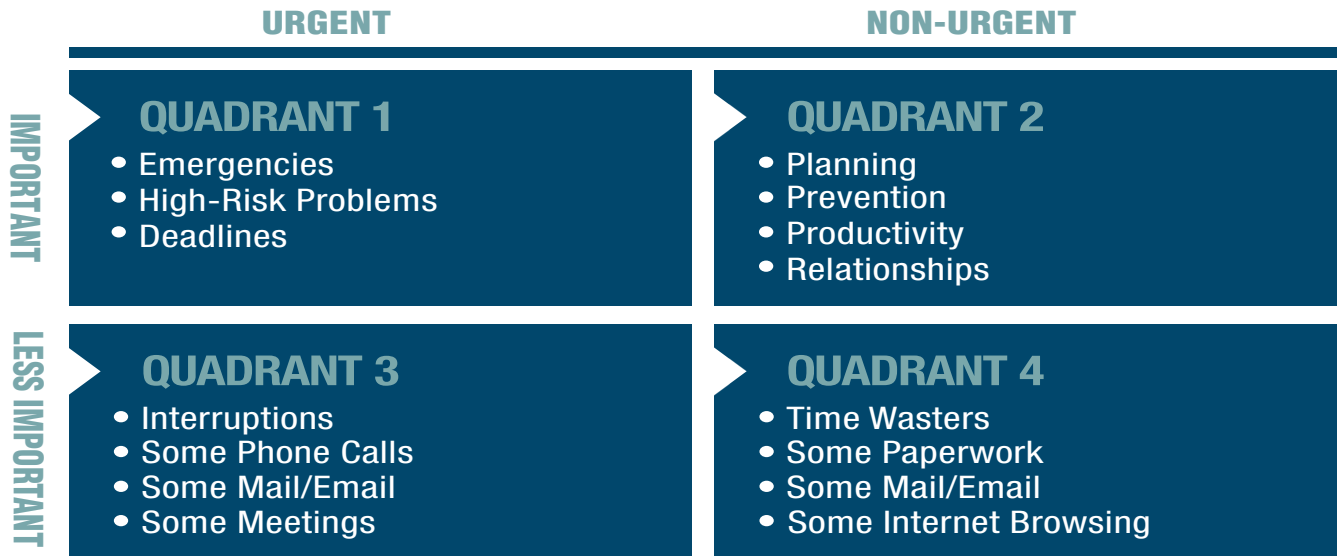 URGENT
NON-URGENT
IMPORTANT
QUADRANT 1
• Emergencies
• High-Risk Problems
• Deadlines
QUADRANT 2
• Planning
• Prevention
• Productivity
• Relationships
LESS IMPORTANT
QUADRANT 3
• Interruptions
• Some Phone Calls
• Some Mail/Email
• Some Meetings
QUADRANT 4
• Time Wasters
• Some Paperwork
• Some Mail/Email
• Some Internet Browsing